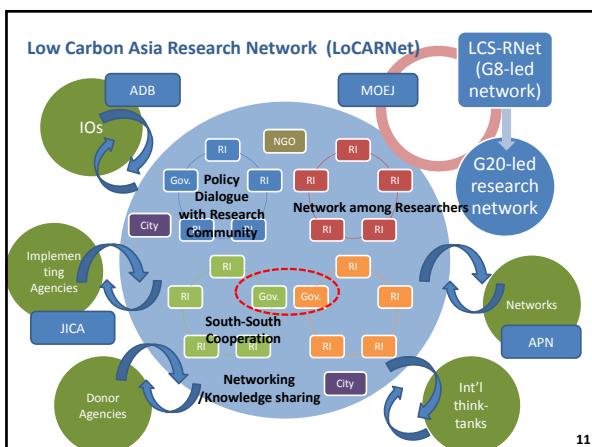 Low Carbon Asia Research Network  (LoCARNet)
ADB
IOs
MOEJ
LCS-RNet
(G8-led
network)
G20-led
research
network
NGO
RI
Gov.
RI
Policy
Dialogue
with Research
Community
RI
City
RI
RI
RI
Network among Researchers
RI
RI
Implemen
ting
Agencies
JICA
RI
RI
Gov.
Gov.
RI
RI
South-South
Cooperation
RI
RI
RI
RI
Networks
APN
Donor
Agencies
Networking
/Knowledge sharing
City
Int'l
think-
tanks
11